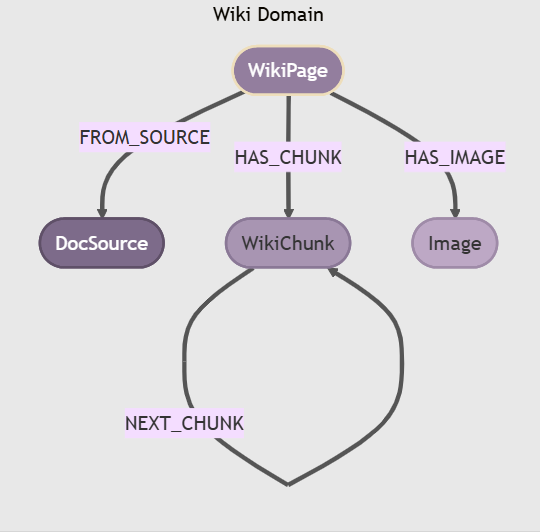 Wiki Domain
WikiPage
FROM_SOURCE
HAS_CHUNK
HAS_IMAGE
DocSource
WikiChunk
Image
NEXT_CHUNK